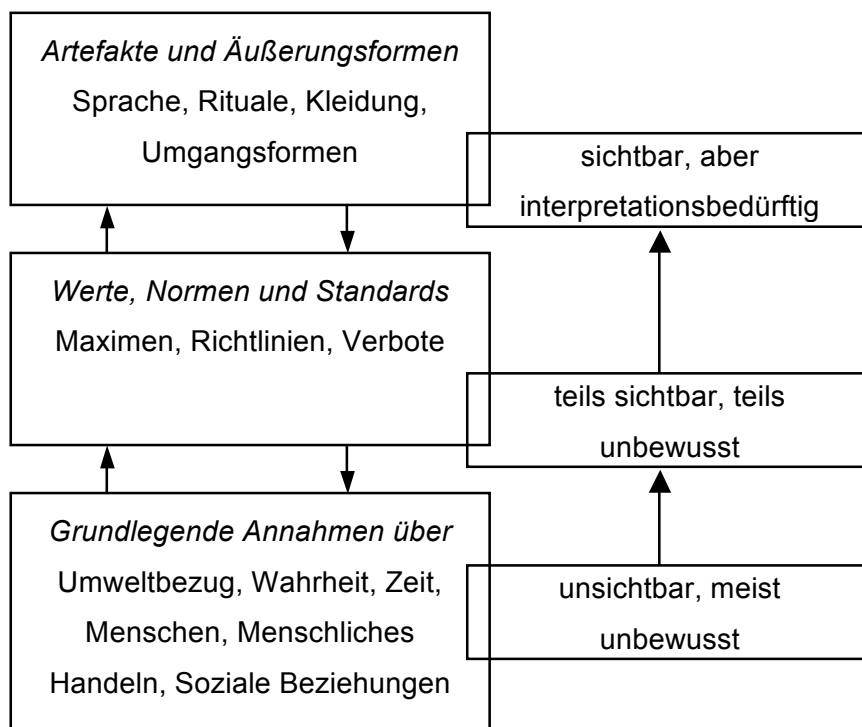 Artefakte und Äußerungsformen
Sprache, Rituale, Kleidung,
Umgangsformen
sichtbar, aber
interpretationsbedürftig
Werte, Normen und Standards
Maximen, Richtlinien, Verbote
teils sichtbar, teils
unbewusst
Grundlegende Annahmen über
Umweltbezug, Wahrheit, Zeit,
Menschen, Menschliches
Handeln, Soziale Beziehungen
unsichtbar, meist
unbewusst